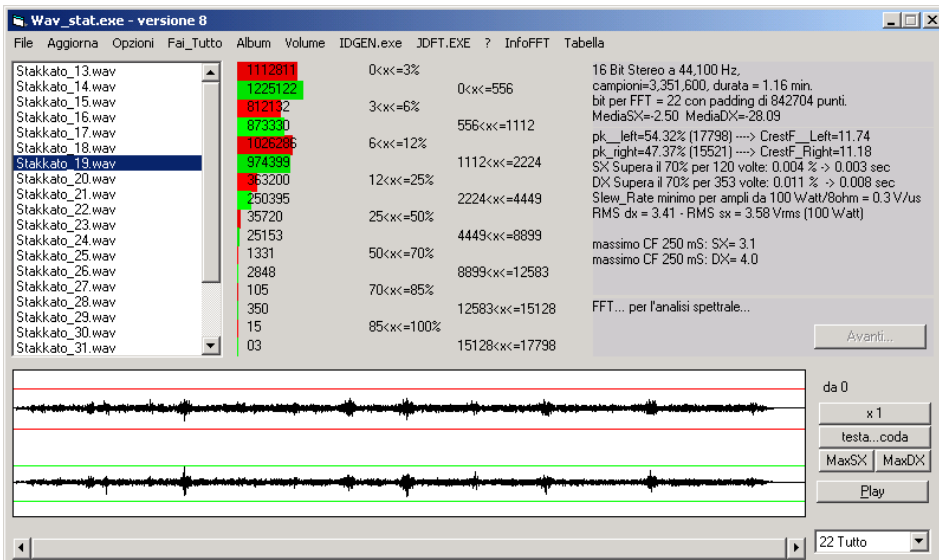 Wav_stat.exe - versione 8
File Aggiorna Opzioni Fai_Tutto Album Volume IDGEN.exe JDFT.EXE ? InfoFFT Tabella
Stakkato_13.wav
Stakkato_14.wav
Stakkato_15.wav
Stakkato_16.wav
Stakkato_17.wav
Stakkato_18.wav
Stakkato_19.wav
Stakkato_20.wav
Stakkato_21.wav
Stakkato_22.wav
Stakkato_23.wav
Stakkato_24.wav
Stakkato_25.wav
Stakkato_26.wav
Stakkato_27.wav
Stakkato_28.wav
Stakkato_29.wav
Stakkato_30.wav
Stakkato_31.wav
1112811 0<x<=3%
1225122 0<x<=556
812132 3<x<=6%
873330 556<x<=1112
1026286 6<x<=12%
974399 1112<x<=2224
363200 12<x<=25%
250395 2224<x<=4449
35720 25<x<=50%
25153 4449<x<=8899
1331 50<x<=70%
2848 8899<x<=12583
105 70<x<=85%
350 12583<x<=15128
15 85<x<=100%
03 15128<x<=17798
16 Bit Stereo a 44,100 Hz,
campioni=3,351,600, durata = 1.16 min.
bit per FFT = 22 con padding di 842704 punti.
MediaSX=-2.50 MediaDX=-28.09
pk__left=54.32% (17798) ----> CrestF__Left=11.74
pk_right=47.37% (15521) ----> CrestF_Right=11.18
SX Supera il 70% per 120 volte: 0.004 % -> 0.003 sec
DX Supera il 70% per 353 volte: 0.011 % -> 0.008 sec
Slew_Rate minimo per ampli da 100 Watt/8ohm = 0.3 V/us
RMS dx = 3.41 - RMS sx = 3.58 Vrms (100 Watt)
massimo CF 250 mS: SX= 3.1
massimo CF 250 mS: DX= 4.0
FFT... per l'analisi spettrale...
Avanti...
da 0
x 1
testa...coda
MaxSX MaxDX
Play
22 Tutto